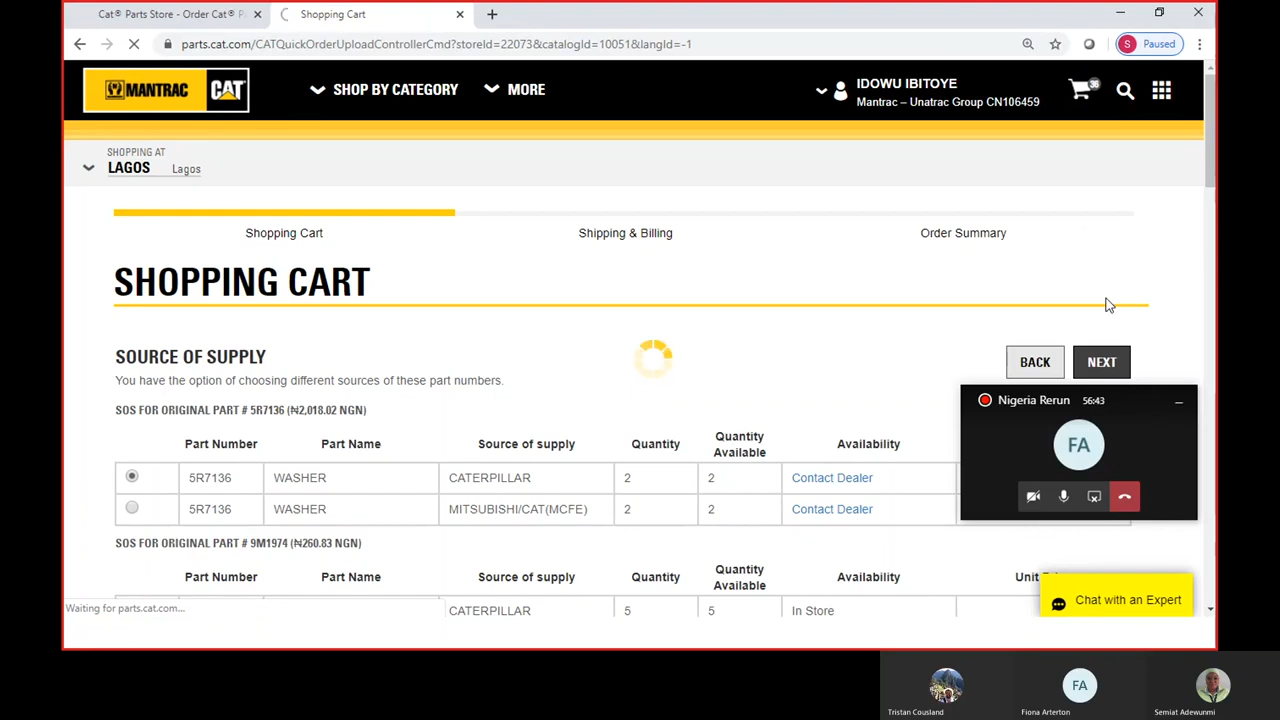 Cat® Parts Store - Order Cat® P
Shopping Cart
parts.cat.com/CATQuickOrderUploadControllerCmd?storeId=22073&catalogId=10051&langId=-1
S Paused
MANTRAC CAT
SHOP BY CATEGORY
MORE
IDOWU IBITOYE
Mantrac – Unatrac Group CN106459
36
SHOPPING AT
LAGOS Lagos
Shopping Cart
Shipping & Billing
Order Summary
SHOPPING CART
SOURCE OF SUPPLY
BACK
NEXT
You have the option of choosing different sources of these part numbers.
SOS FOR ORIGINAL PART # 5R7136 (₦2,018.02 NGN)
Part Number Part Name Source of supply Quantity Quantity Available Availability
5R7136 WASHER CATERPILLAR 2 2 Contact Dealer
5R7136 WASHER MITSUBISHI/CAT(MCFE) 2 2 Contact Dealer
SOS FOR ORIGINAL PART # 9M1974 (₦260.83 NGN)
Part Number Part Name Source of supply Quantity Quantity Available Availability Unit
CATERPILLAR 5 5 In Store
Nigeria Rerun 56:43
FA
Chat with an Expert
Waiting for parts.cat.com...
FA
Tristan Cousland
Fiona Arterton
Semiat Adewunmi